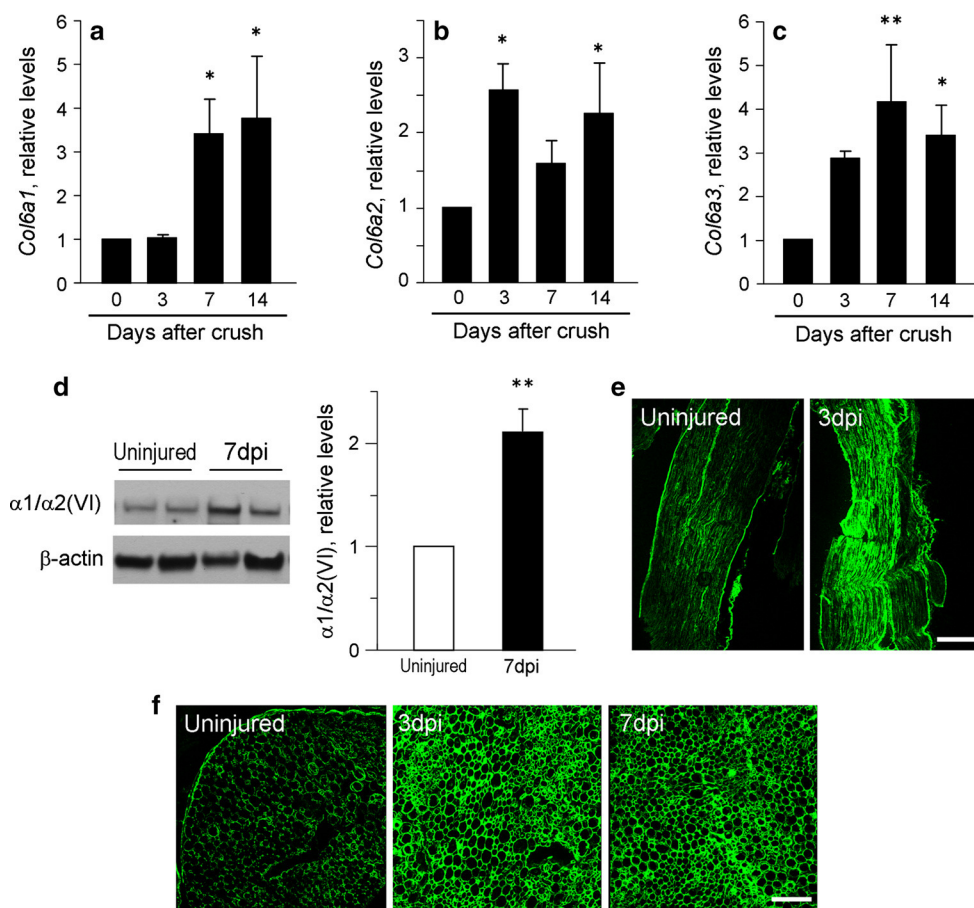 a
Col6a1, relative levels
6
5
4
3
2
1
0
*
*
0 3 7 14
Days after crush
b
Col6a2, relative levels
3
2
1
0
*
*
0 3 7 14
Days after crush
c
Col6a3, relative levels
6
5
4
3
2
1
0
**
*
0 3 7 14
Days after crush
d
Uninjured 7dpi
α1/α2(VI)
β-actin
α1/α2(VI), relative levels
2
1
0
**
Uninjured 7dpi
e
Uninjured 3dpi
f
Uninjured 3dpi 7dpi